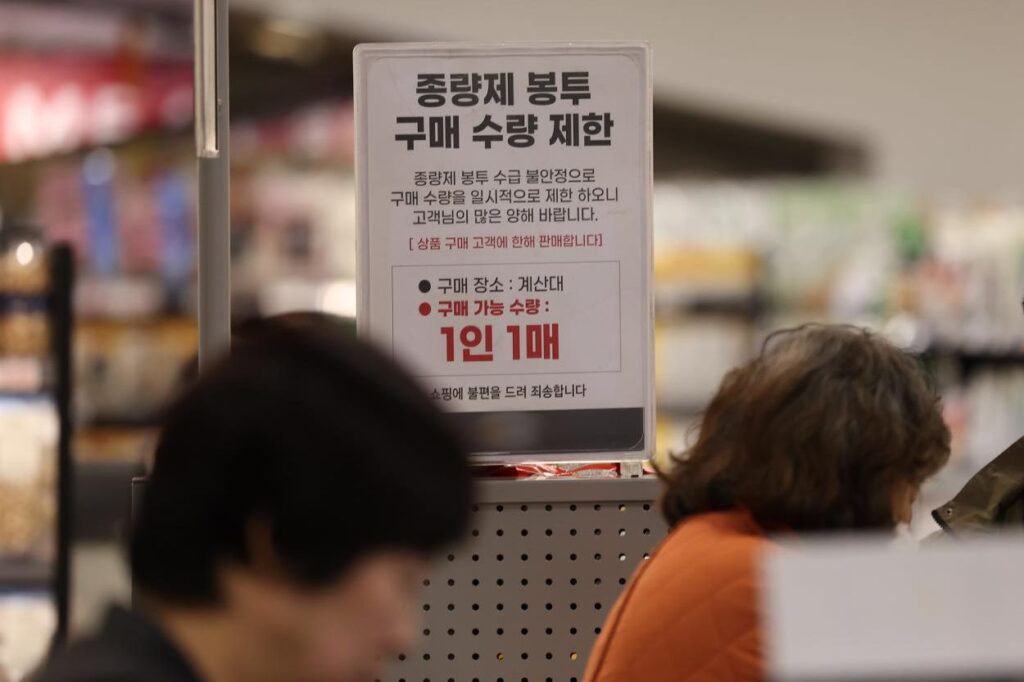 종량제 봉투
구매 수량 제한
종량제 봉투 수급 불안정으로
구매 수량을 일시적으로 제한 하오니
고객님의 많은 양해 바랍니다.
[ 상품 구매 고객에 한해 판매합니다]
● 구매 장소 : 계산대
● 구매 가능 수량 :
1인 1매
쇼핑에 불편을 드려 죄송합니다